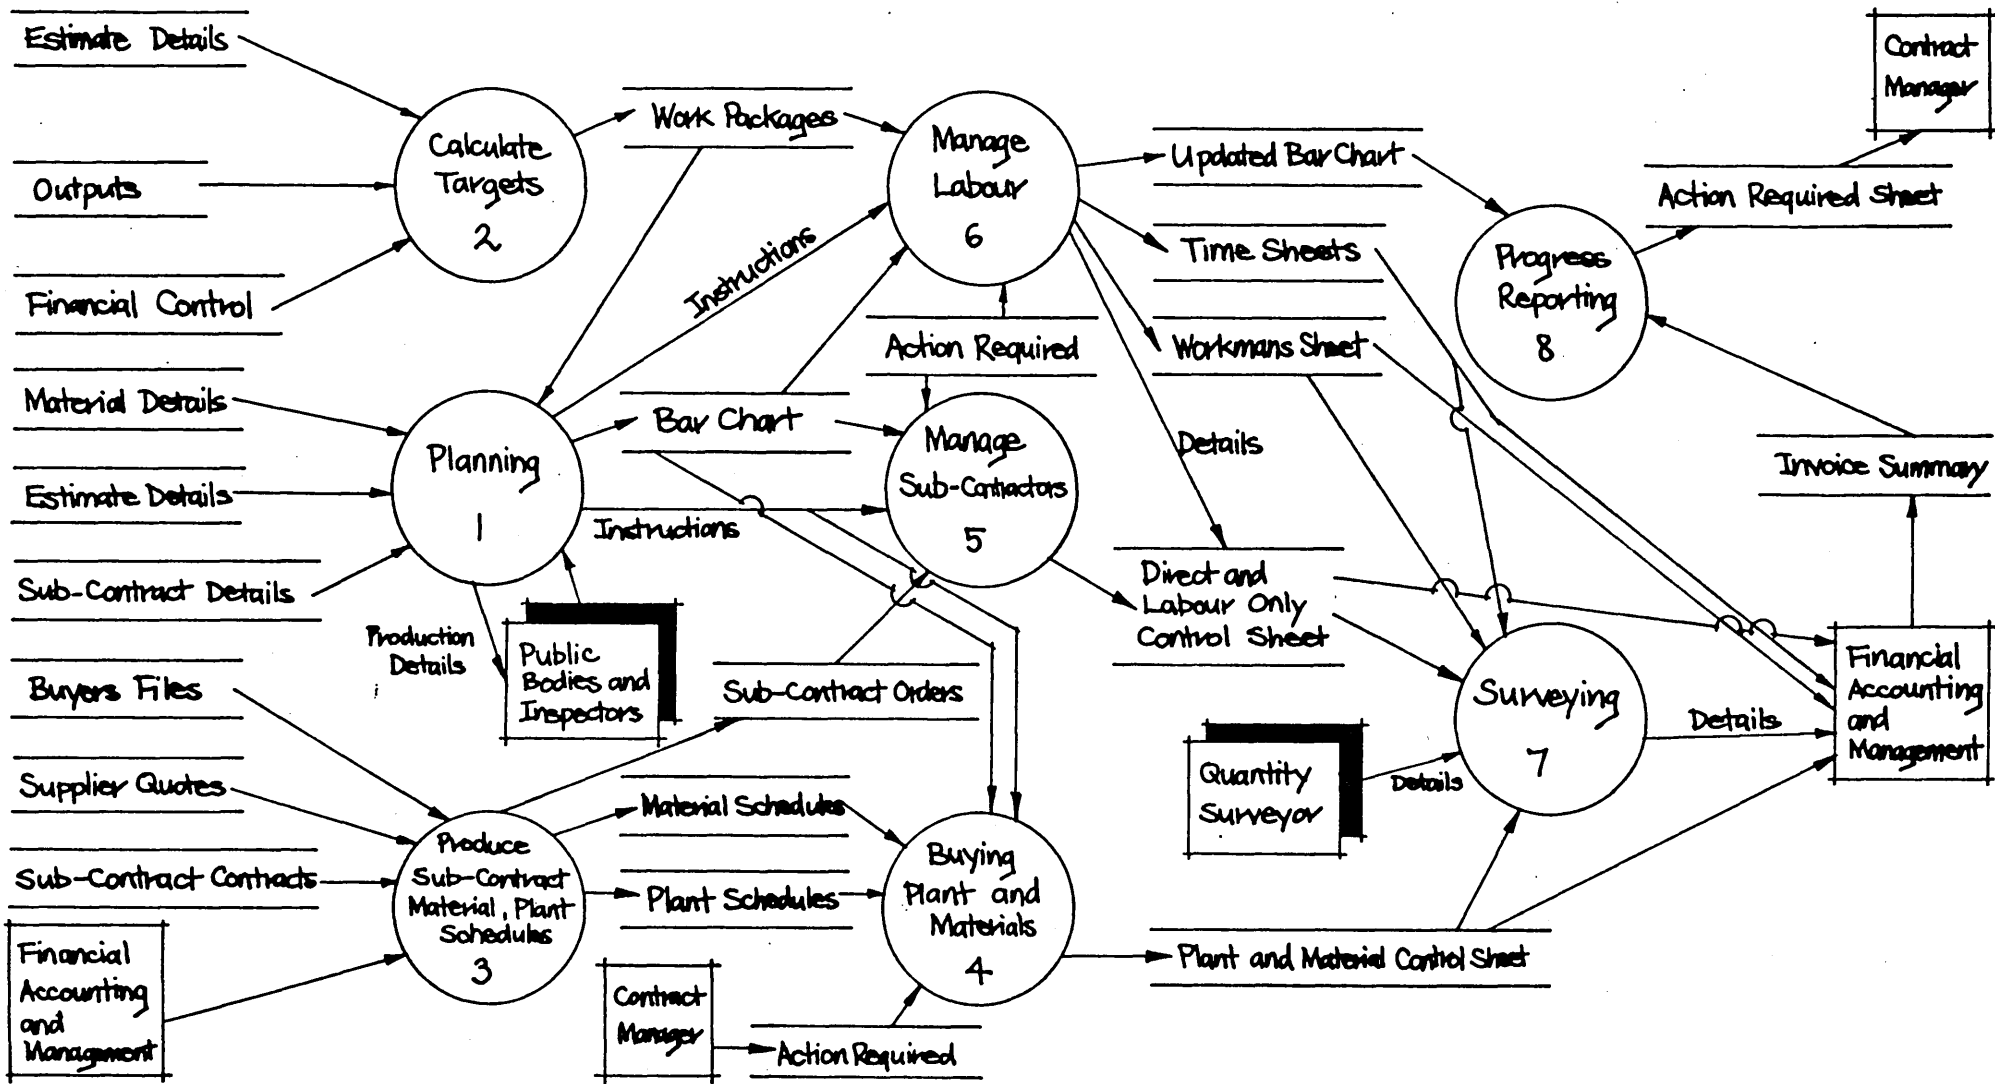 Estimate Details
Outputs
Financial Control
Material Details
Estimate Details
Sub-Contract Details
Buyers Files
Supplier Quotes
Sub-Contract Contracts
Financial
Accounting
and
Management
Calculate
Targets
2
Planning
1
Production
Details
Public
Bodies and
Inspectors
Produce
Sub-Contract
Material, Plant
Schedules
3
Work Packages
Instructions
Bar Chart
Instructions
Sub-Contract Orders
Material Schedules
Plant Schedules
Contract
Manager
Action Required
Manage
Labour
6
Action Required
Manage
Sub-Contractors
5
Buying
Plant and
Materials
4
Updated Bar Chart
Time Sheets
Workmans Sheet
Details
Direct and
Labour Only
Control Sheet
Quantity
Surveyor
Details
Plant and Material Control Sheet
Progress
Reporting
8
Surveying
7
Details
Contract
Manager
Action Required Sheet
Invoice Summary
Financial
Accounting
and
Management